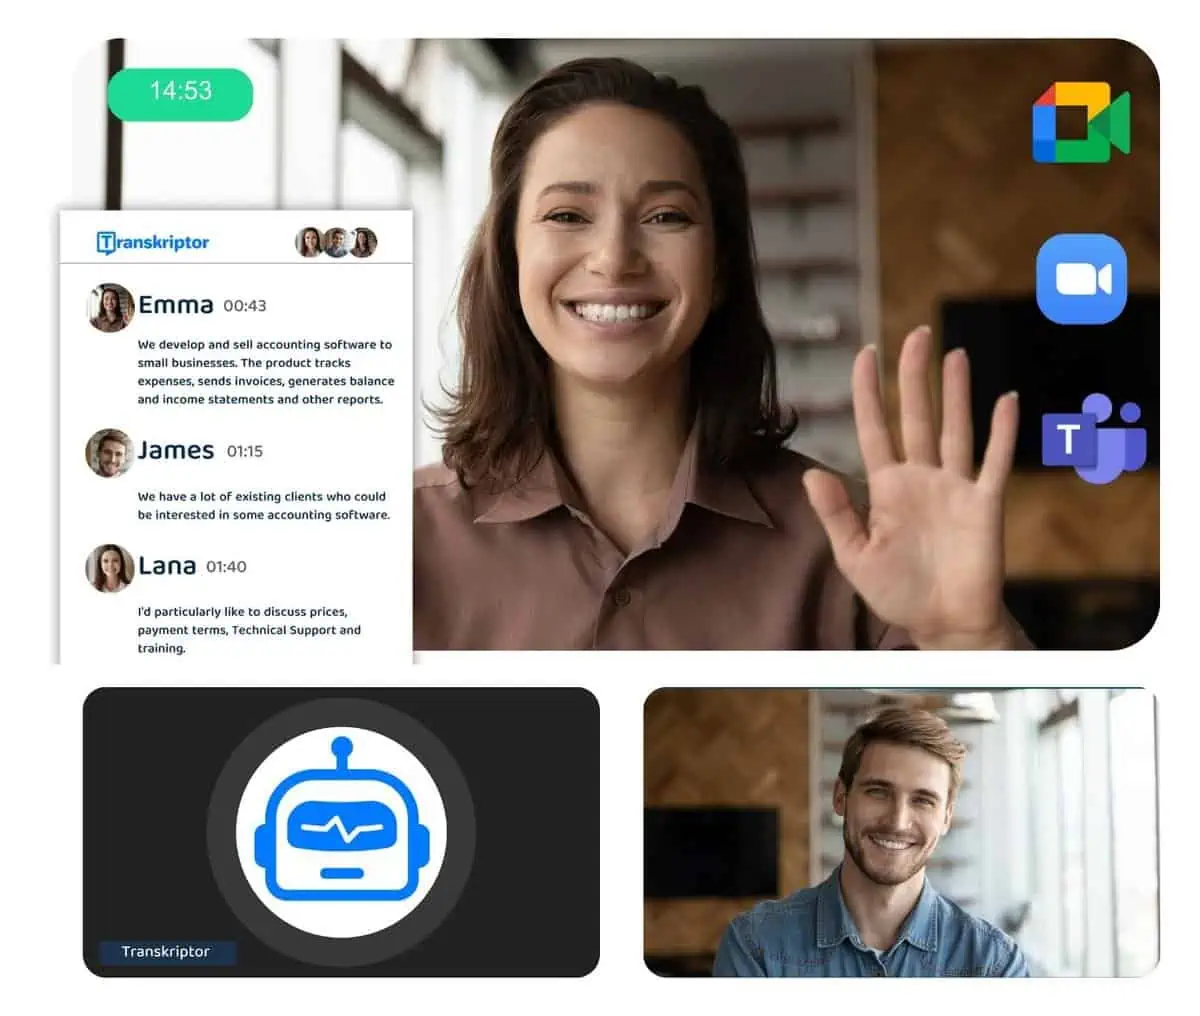 14:53
Transkriptor
Emma 00:43
We develop and sell accounting software to
small businesses. The product tracks
expenses, sends invoices, generates balance
and income statements and other reports.
James 01:15
We have a lot of existing clients who could
be interested in some accounting software.
Lana 01:40
I'd particularly like to discuss prices,
payment terms, Technical Support and
training.
T
Transkriptor